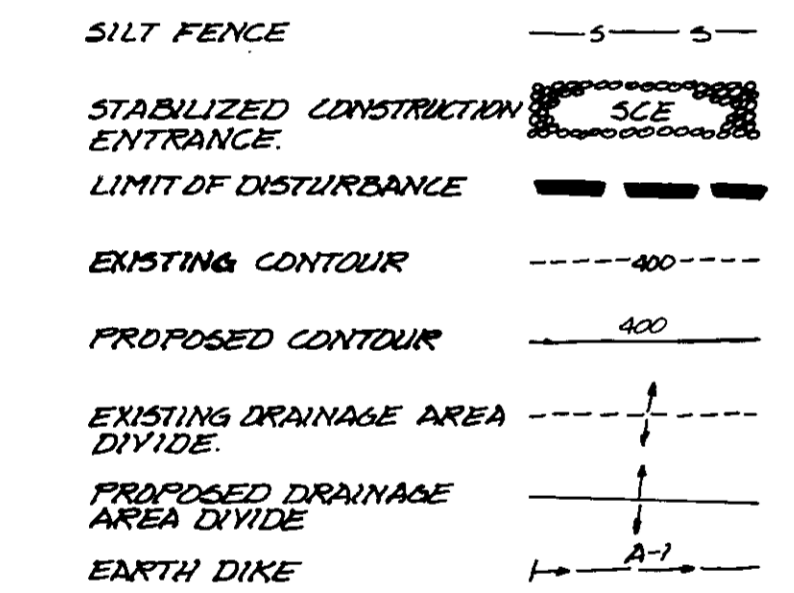 SILT FENCE
S S
STABILIZED CONSTRUCTION
ENTRANCE.
SCE
LIMIT OF DISTURBANCE
EXISTING CONTOUR
400
PROPOSED CONTOUR
400
EXISTING DRAINAGE AREA
DIVIDE.
PROPOSED DRAINAGE
AREA DIVIDE
EARTH DIKE
A-1